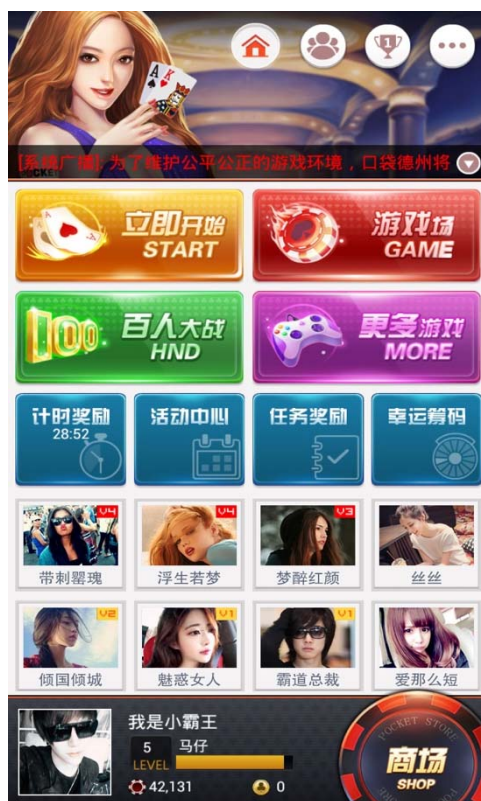 1
[系统广播]: 为了维护公平公正的游戏环境，口袋德州将
立即开始
START
游戏场
GAME
100
百人大战
HND
更多游戏
MORE
计时奖励
28:52
活动中心
任务奖励
幸运筹码
V4
带刺罂瑰
V4
浮生若梦
V3
梦醉红颜
丝丝
V2
倾国倾城
V1
魅惑女人
V1
霸道总裁
爱那么短
我是小霸王
5
马仔
LEVEL
42,131
0
POCKET STORE
商场
SHOP